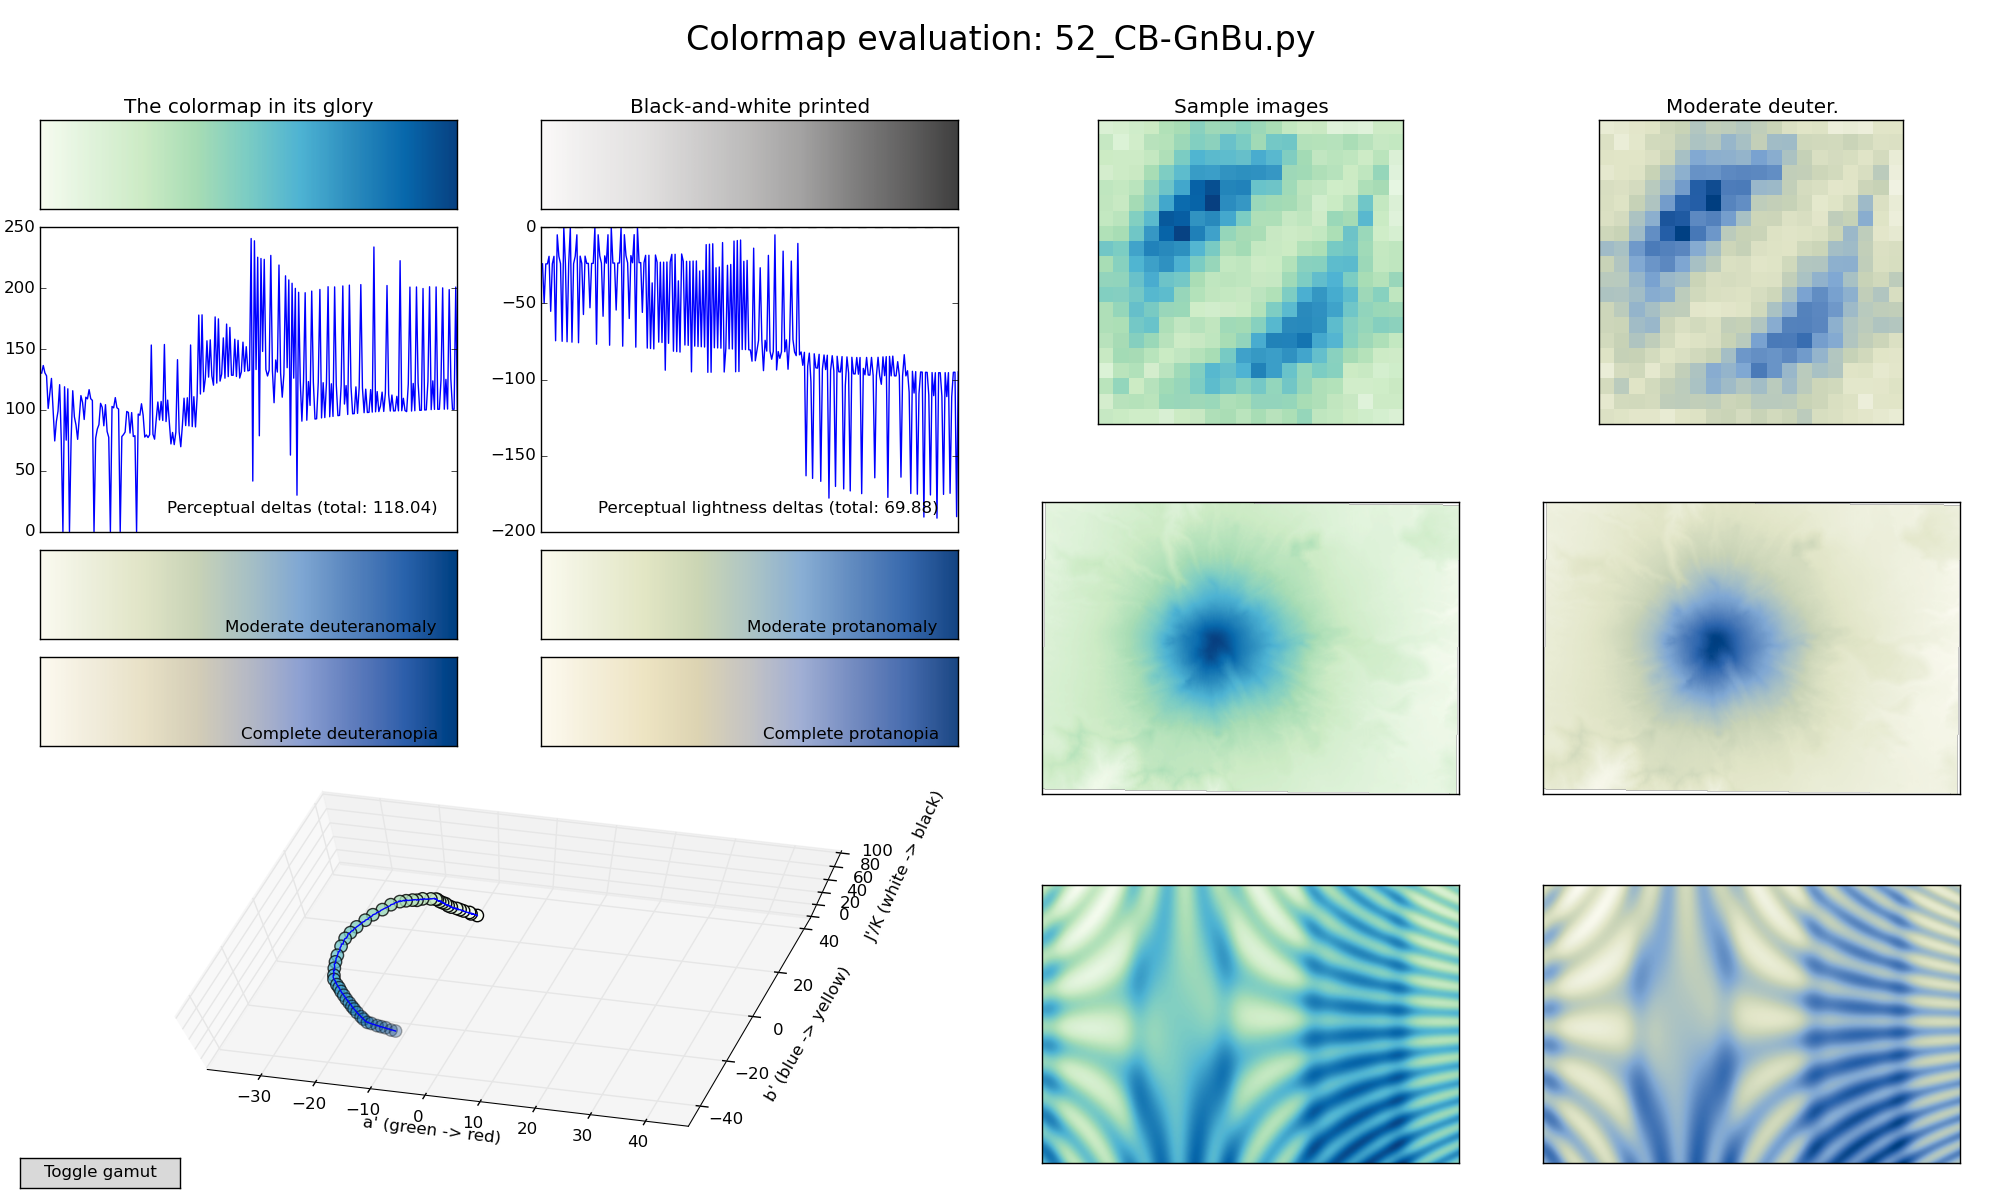 Colormap evaluation: 52_CB-GnBu.py
The colormap in its glory
Black-and-white printed
Sample images
Moderate deuter.
250
200
150
100
50
0
Perceptual deltas (total: 118.04)
0
−50
−100
−150
−200
Perceptual lightness deltas (total: 69.88)
Moderate deuteranomaly
Moderate protanomaly
Complete deuteranopia
Complete protanopia
100
80
60
40
20
0
J'/K (white -> black)
40
20
0
−20
−40
b' (blue -> yellow)
−30
−20
−10
0
10
20
30
40
a' (green -> red)
Toggle gamut